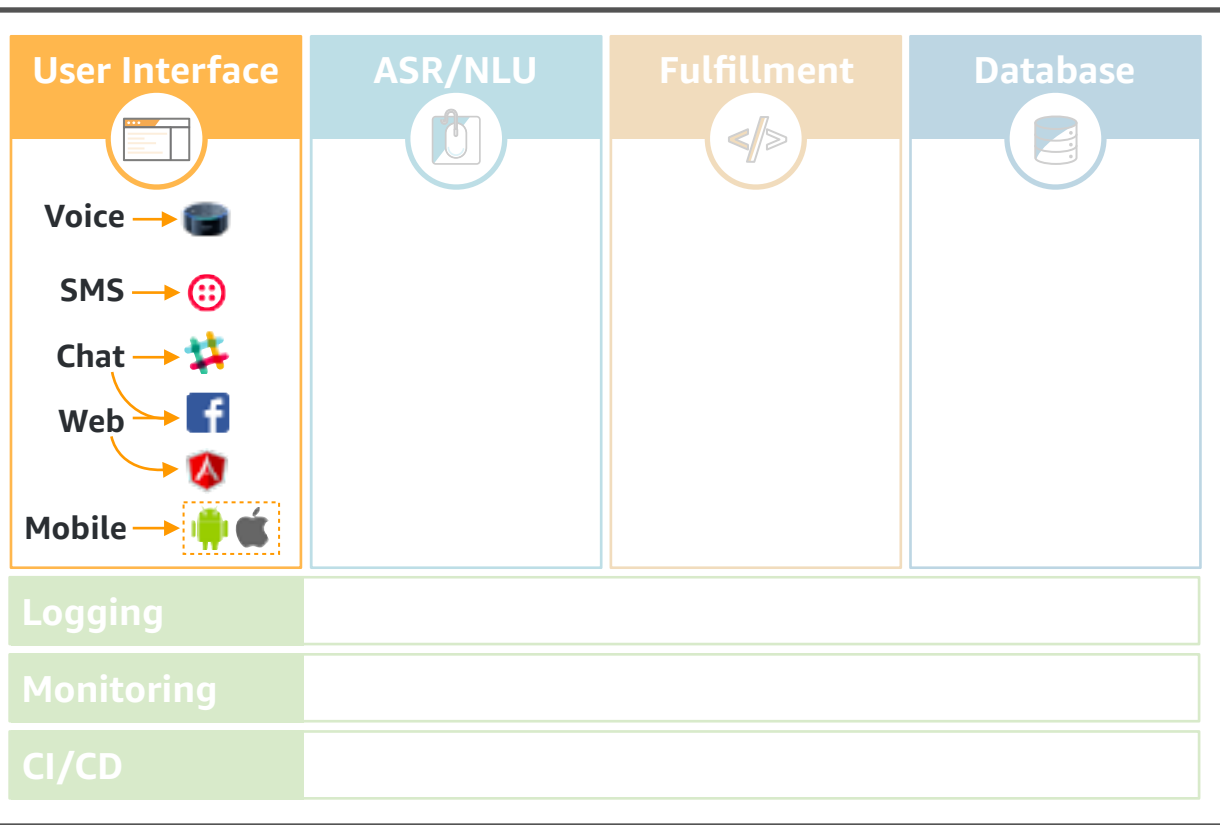 User Interface
ASR/NLU
Fulfillment
Database
</>
Voice
SMS
Chat
Web
Mobile
Logging
Monitoring
CI/CD